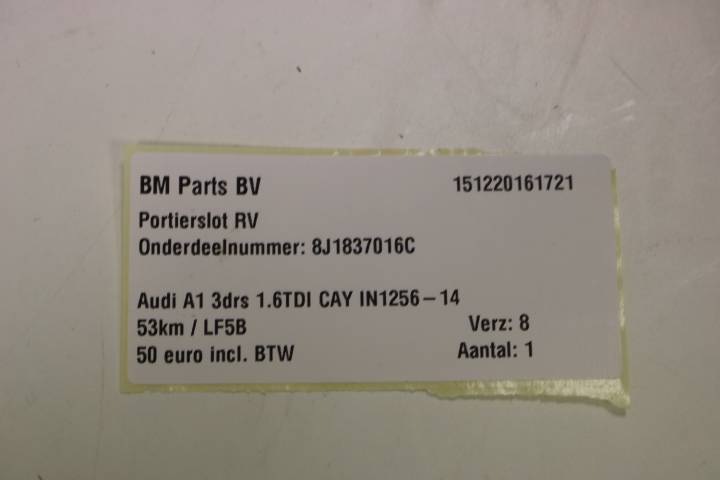 BM Parts BV 151220161721
Portierslot RV
Onderdeelnummer: 8J1837016C
Audi A1 3drs 1.6TDI CAY IN1256-14
53km / LF5B Verz: 8
50 euro incl. BTW Aantal: 1